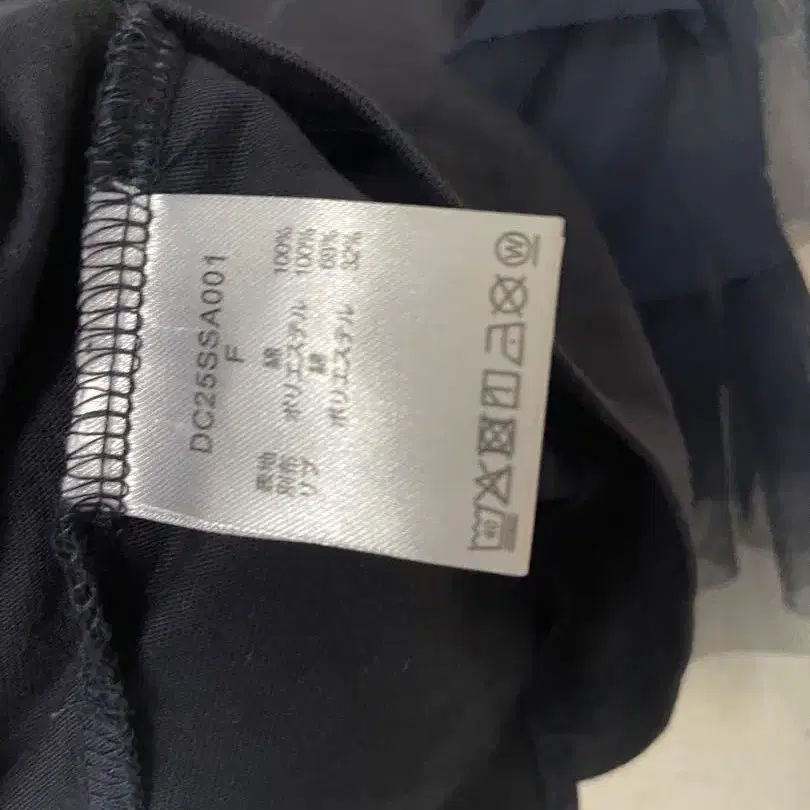 DC25SSA001
F
表地 綿 100%
別布 ポリエステル 100%
リブ 綿 68%
ポリエステル 32%
40
W